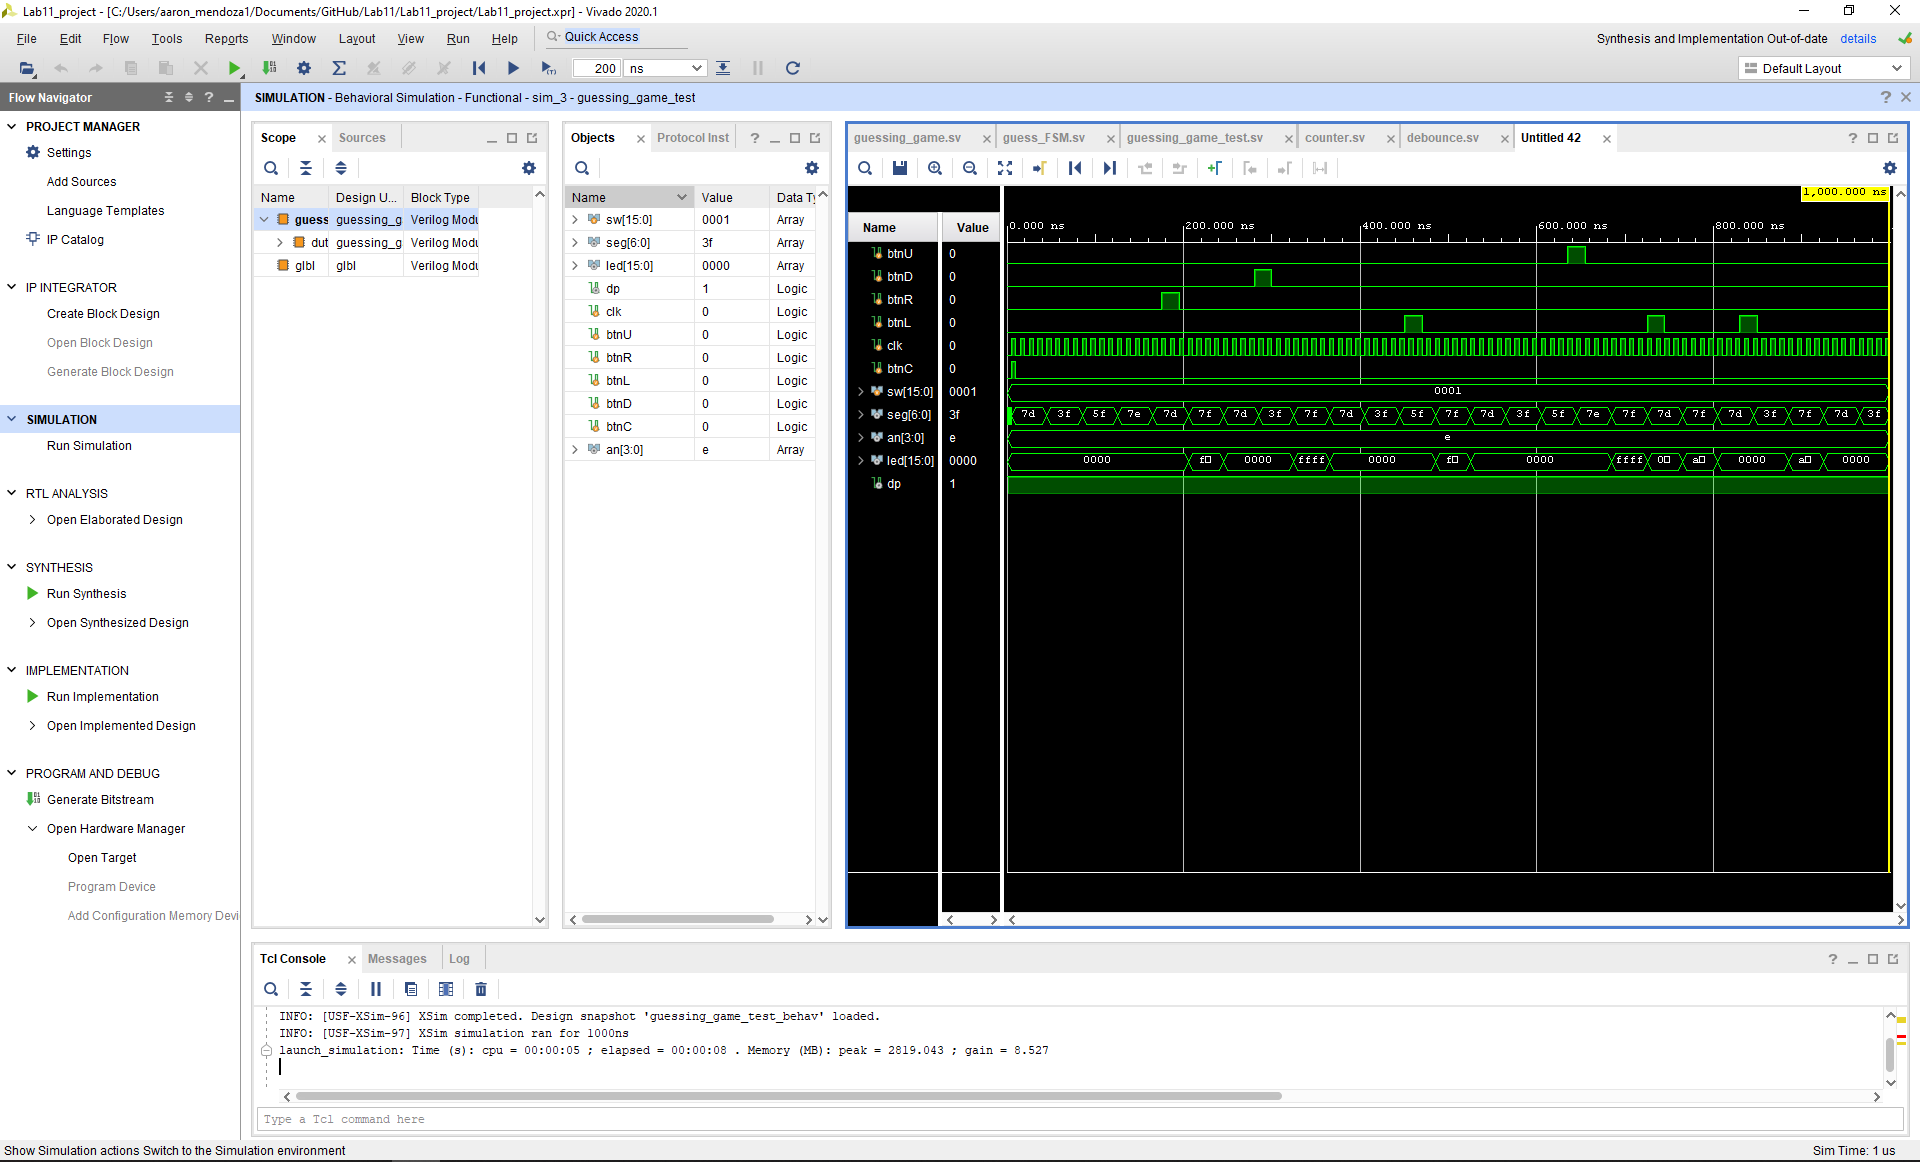 Lab11_project - [C:/Users/aaron_mendoza1/Documents/GitHub/Lab11/Lab11_project/Lab11_project.xpr] - Vivado 2020.1
File Edit Flow Tools Reports Window Layout View Run Help Quick Access
Synthesis and Implementation Out-of-date details
200 ns
Default Layout
Flow Navigator
SIMULATION - Behavioral Simulation - Functional - sim_3 - guessing_game_test
PROJECT MANAGER
Settings
Add Sources
Language Templates
IP Catalog
IP INTEGRATOR
Create Block Design
Open Block Design
Generate Block Design
SIMULATION
Run Simulation
RTL ANALYSIS
Open Elaborated Design
SYNTHESIS
Run Synthesis
Open Synthesized Design
IMPLEMENTATION
Run Implementation
Open Implemented Design
PROGRAM AND DEBUG
Generate Bitstream
Open Hardware Manager
Open Target
Program Device
Add Configuration Memory Devi
Scope Sources
Name Design U... Block Type
guess guessing_g Verilog Modu
dut guessing_g Verilog Modu
glbl glbl Verilog Modu
Objects Protocol Inst
Name Value Data Ty
sw[15:0] 0001 Array
seg[6:0] 3f Array
led[15:0] 0000 Array
dp 1 Logic
clk 0 Logic
btnU 0 Logic
btnR 0 Logic
btnL 0 Logic
btnD 0 Logic
btnC 0 Logic
an[3:0] e Array
guessing_game.sv guess_FSM.sv guessing_game_test.sv counter.sv debounce.sv Untitled 42
1,000.000 ns
Name Value
0.000 ns 200.000 ns 400.000 ns 600.000 ns 800.000 ns
btnU 0
btnD 0
btnR 0
btnL 0
clk 0
btnC 0
sw[15:0] 0001 0001
seg[6:0] 3f 7d 3f 5f 7e 7d 7f 7d 3f 7f 7d 3f 5f 7f 7d 3f 5f 7e 7f 7d 7f 7d 3f 7f 7d 3f
an[3:0] e e
led[15:0] 0000 0000 f0 0000 ffff 0000 f0 0000 ffff 00 a0 0000 a0 0000
dp 1
Tcl Console Messages Log
INFO: [USF-XSim-96] XSim completed. Design snapshot 'guessing_game_test_behav' loaded.
INFO: [USF-XSim-97] XSim simulation ran for 1000ns
launch_simulation: Time (s): cpu = 00:00:05 ; elapsed = 00:00:08 . Memory (MB): peak = 2819.043 ; gain = 8.527
Type a Tcl command here
Show Simulation actions Switch to the Simulation environment
Sim Time: 1 us